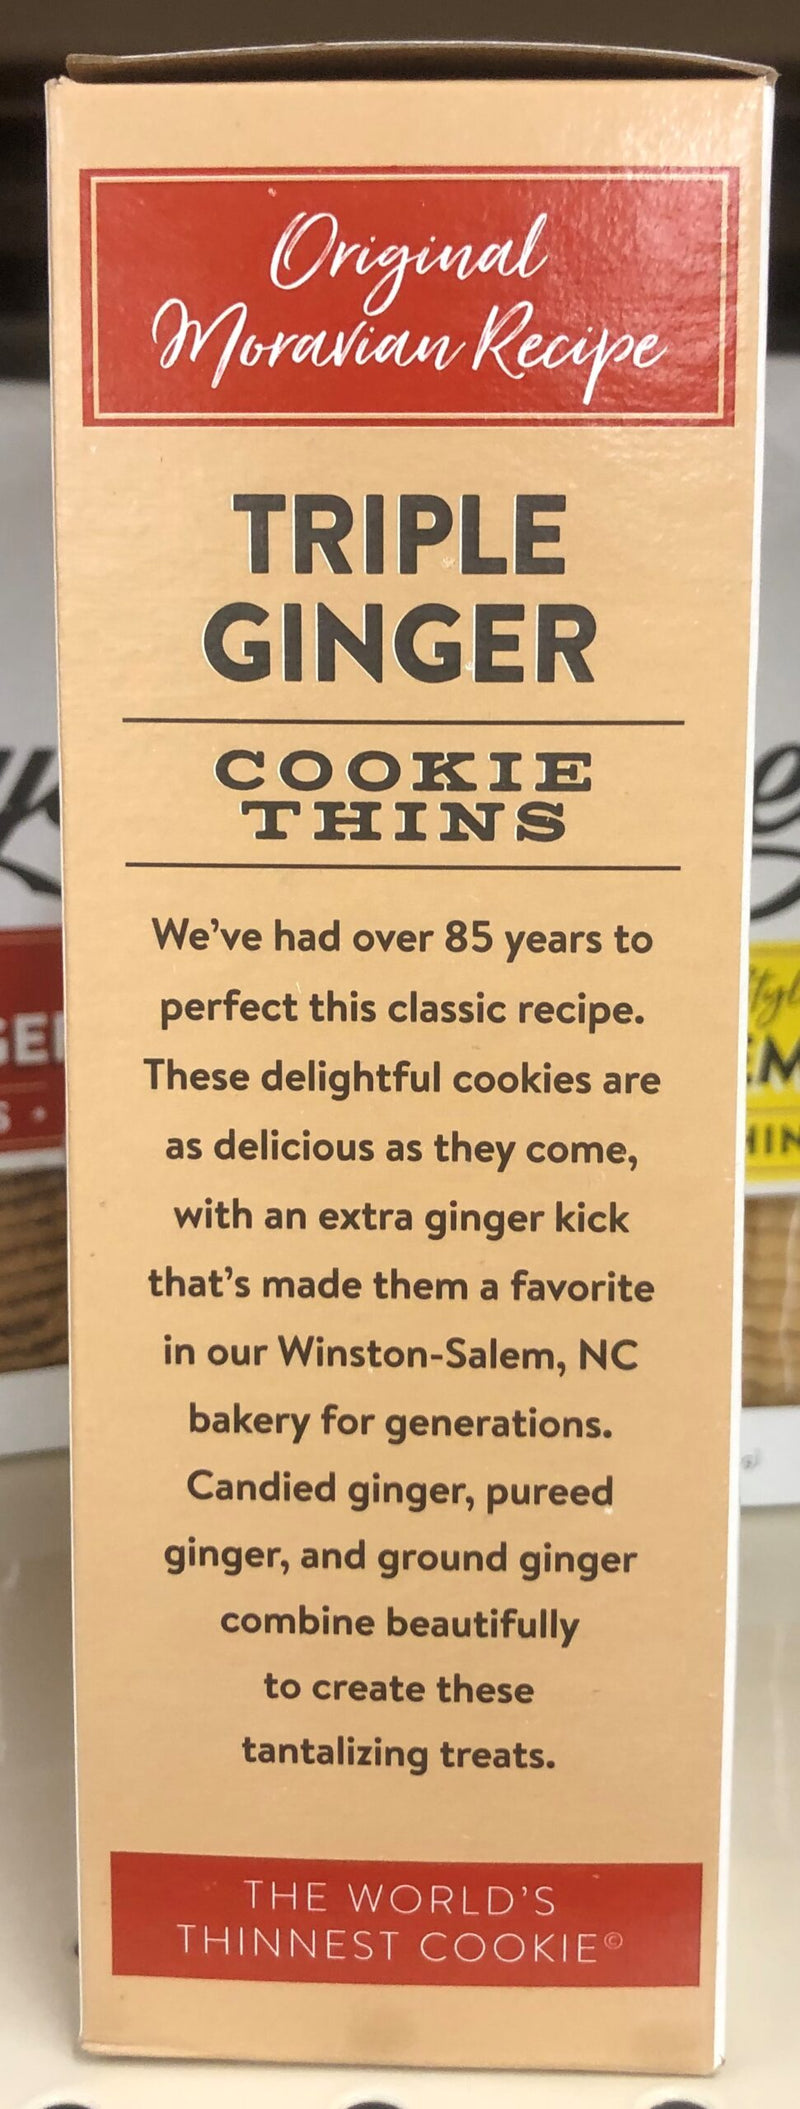 Original
Moravian Recipe
TRIPLE
GINGER
COOKIE
THINS
We've had over 85 years to
perfect this classic recipe.
These delightful cookies are
as delicious as they come,
with an extra ginger kick
that's made them a favorite
in our Winston-Salem, NC
bakery for generations.
Candied ginger, pureed
ginger, and ground ginger
combine beautifully
to create these
tantalizing treats.
THE WORLD'S
THINNEST COOKIE©